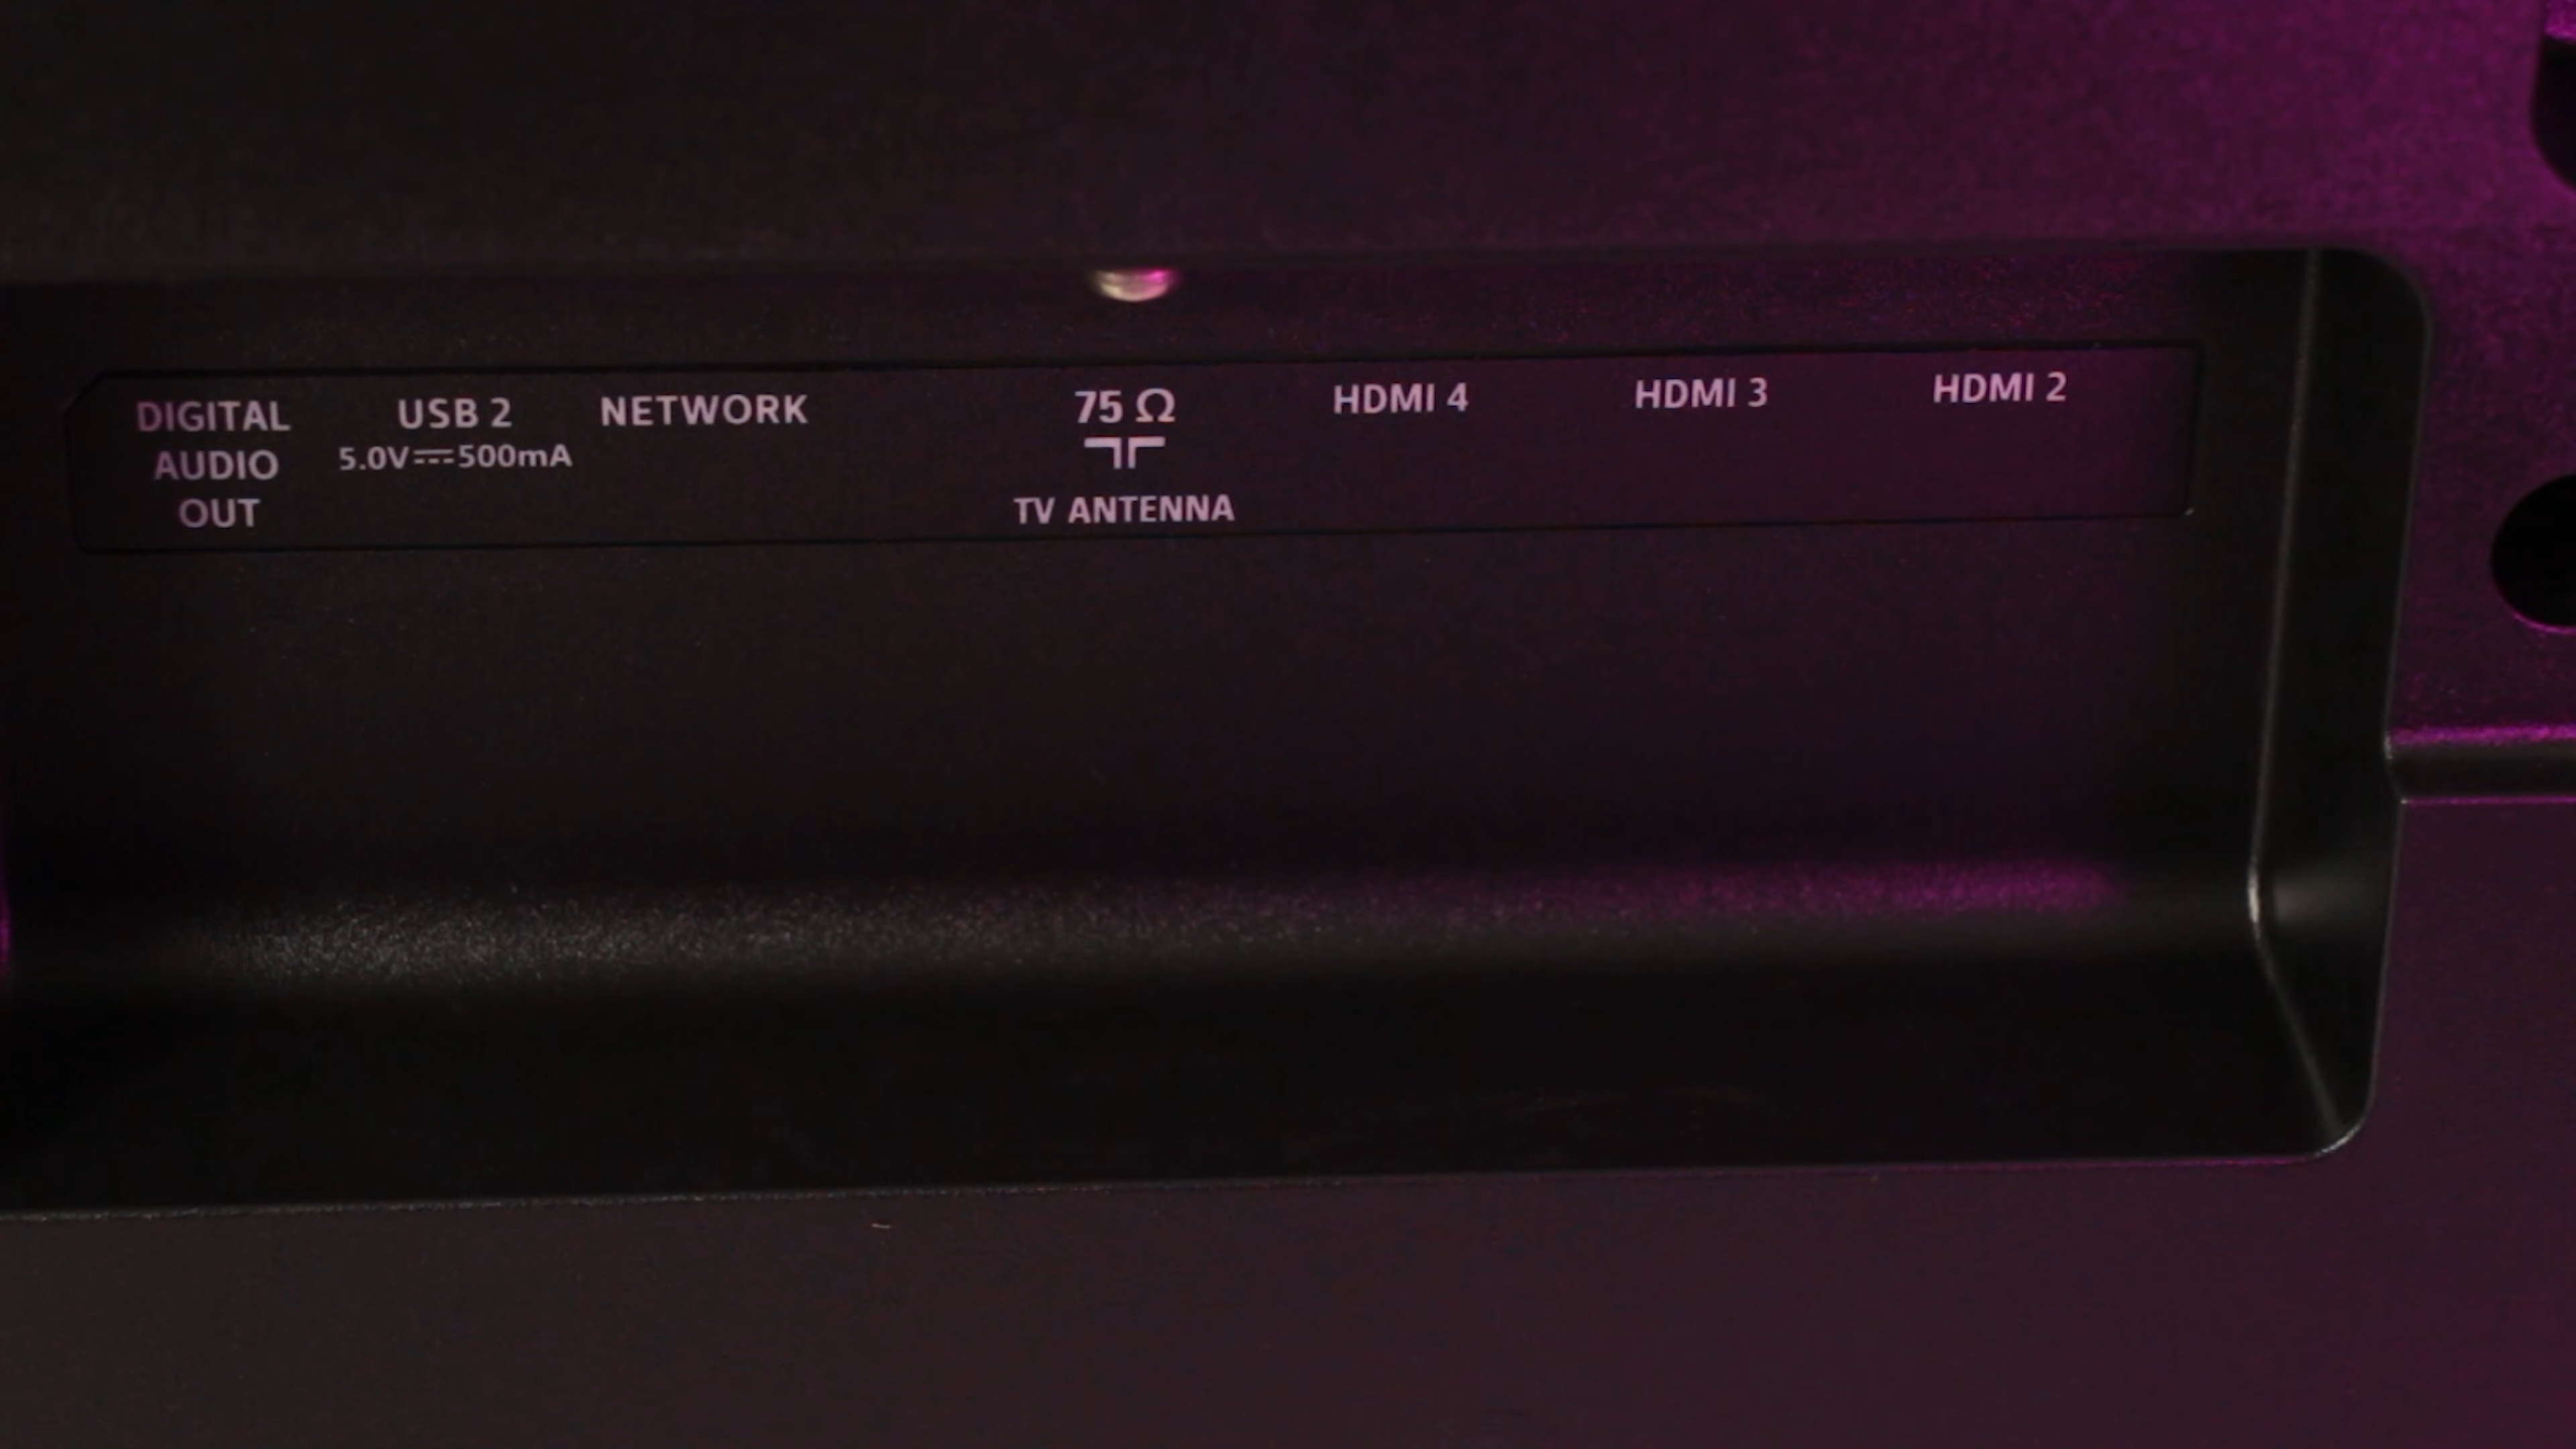 DIGITAL
AUDIO
OUT
USB 2
5.0V⎓500mA
NETWORK
75 Ω
TV ANTENNA
HDMI 4
HDMI 3
HDMI 2